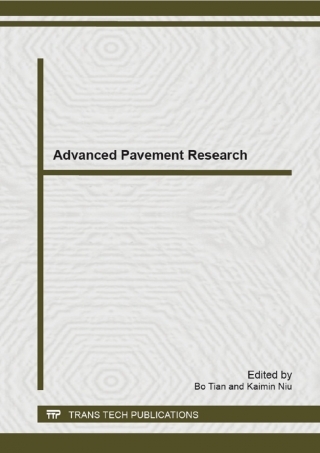 Advanced Pavement Research
Edited by
Bo Tian and Kaimin Niu
TTP TRANS TECH PUBLICATIONS